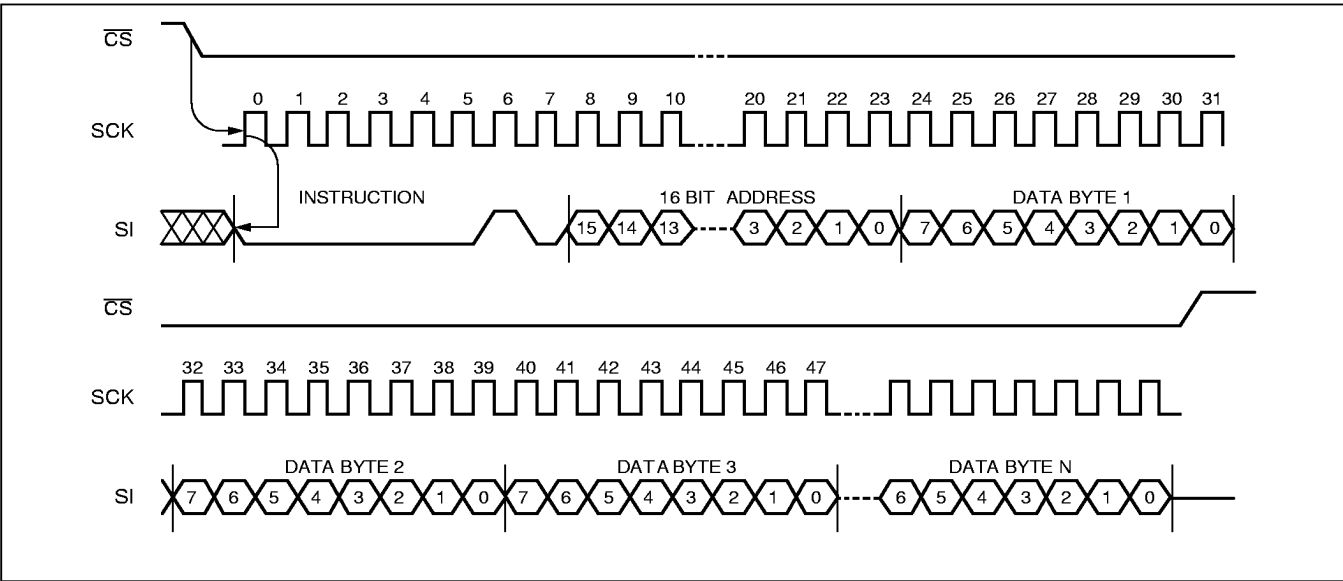 CS
0 1 2 3 4 5 6 7 8 9 10 20 21 22 23 24 25 26 27 28 29 30 31
SCK
INSTRUCTION 16 BIT ADDRESS DATA BYTE 1
SI 15 14 13 3 2 1 0 7 6 5 4 3 2 1 0
CS
32 33 34 35 36 37 38 39 40 41 42 43 44 45 46 47
SCK
DATA BYTE 2 DATA BYTE 3 DATA BYTE N
SI 7 6 5 4 3 2 1 0 7 6 5 4 3 2 1 0 6 5 4 3 2 1 0